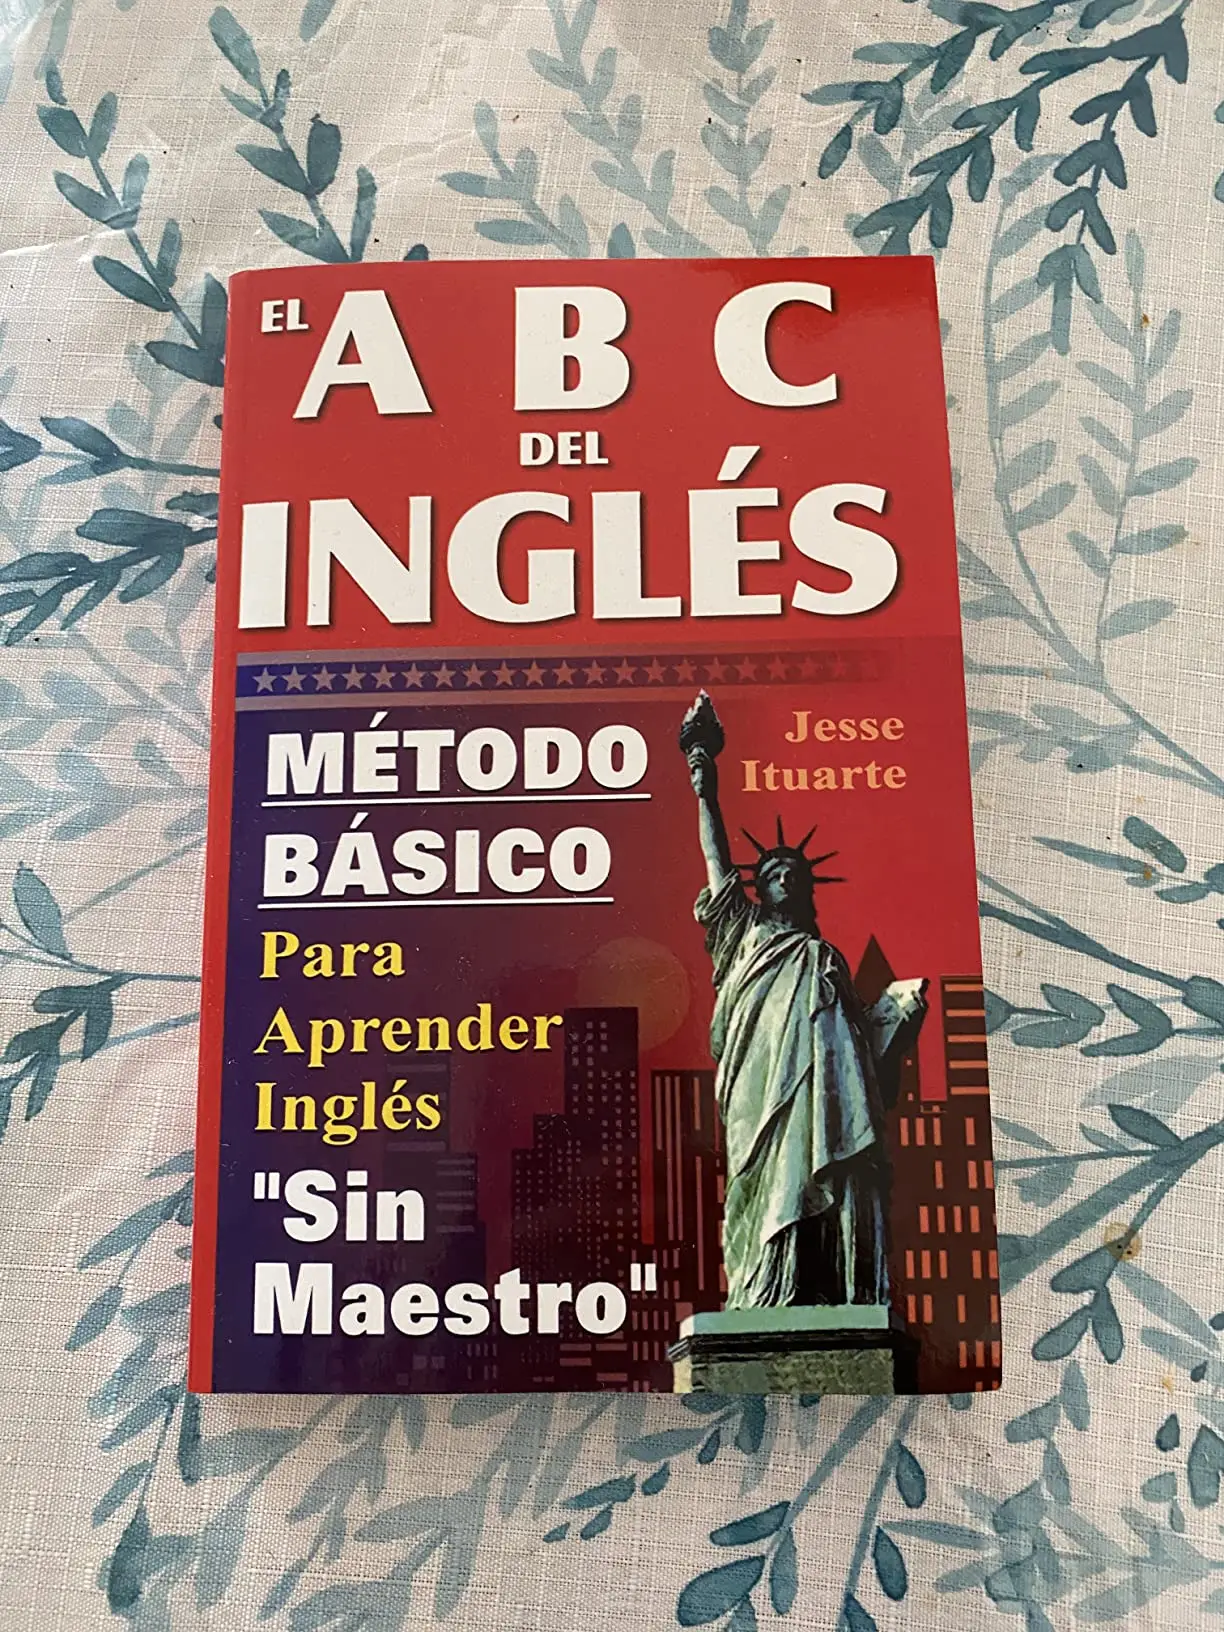 EL A B C
DEL
INGLÉS
Jesse
Ituarte
MÉTODO
BÁSICO
Para
Aprender
Inglés
"Sin
Maestro"